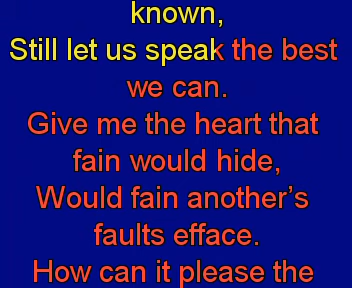 known,
Still let us speak the best
we can.
Give me the heart that
fain would hide,
Would fain another's
faults efface.
How can it please the